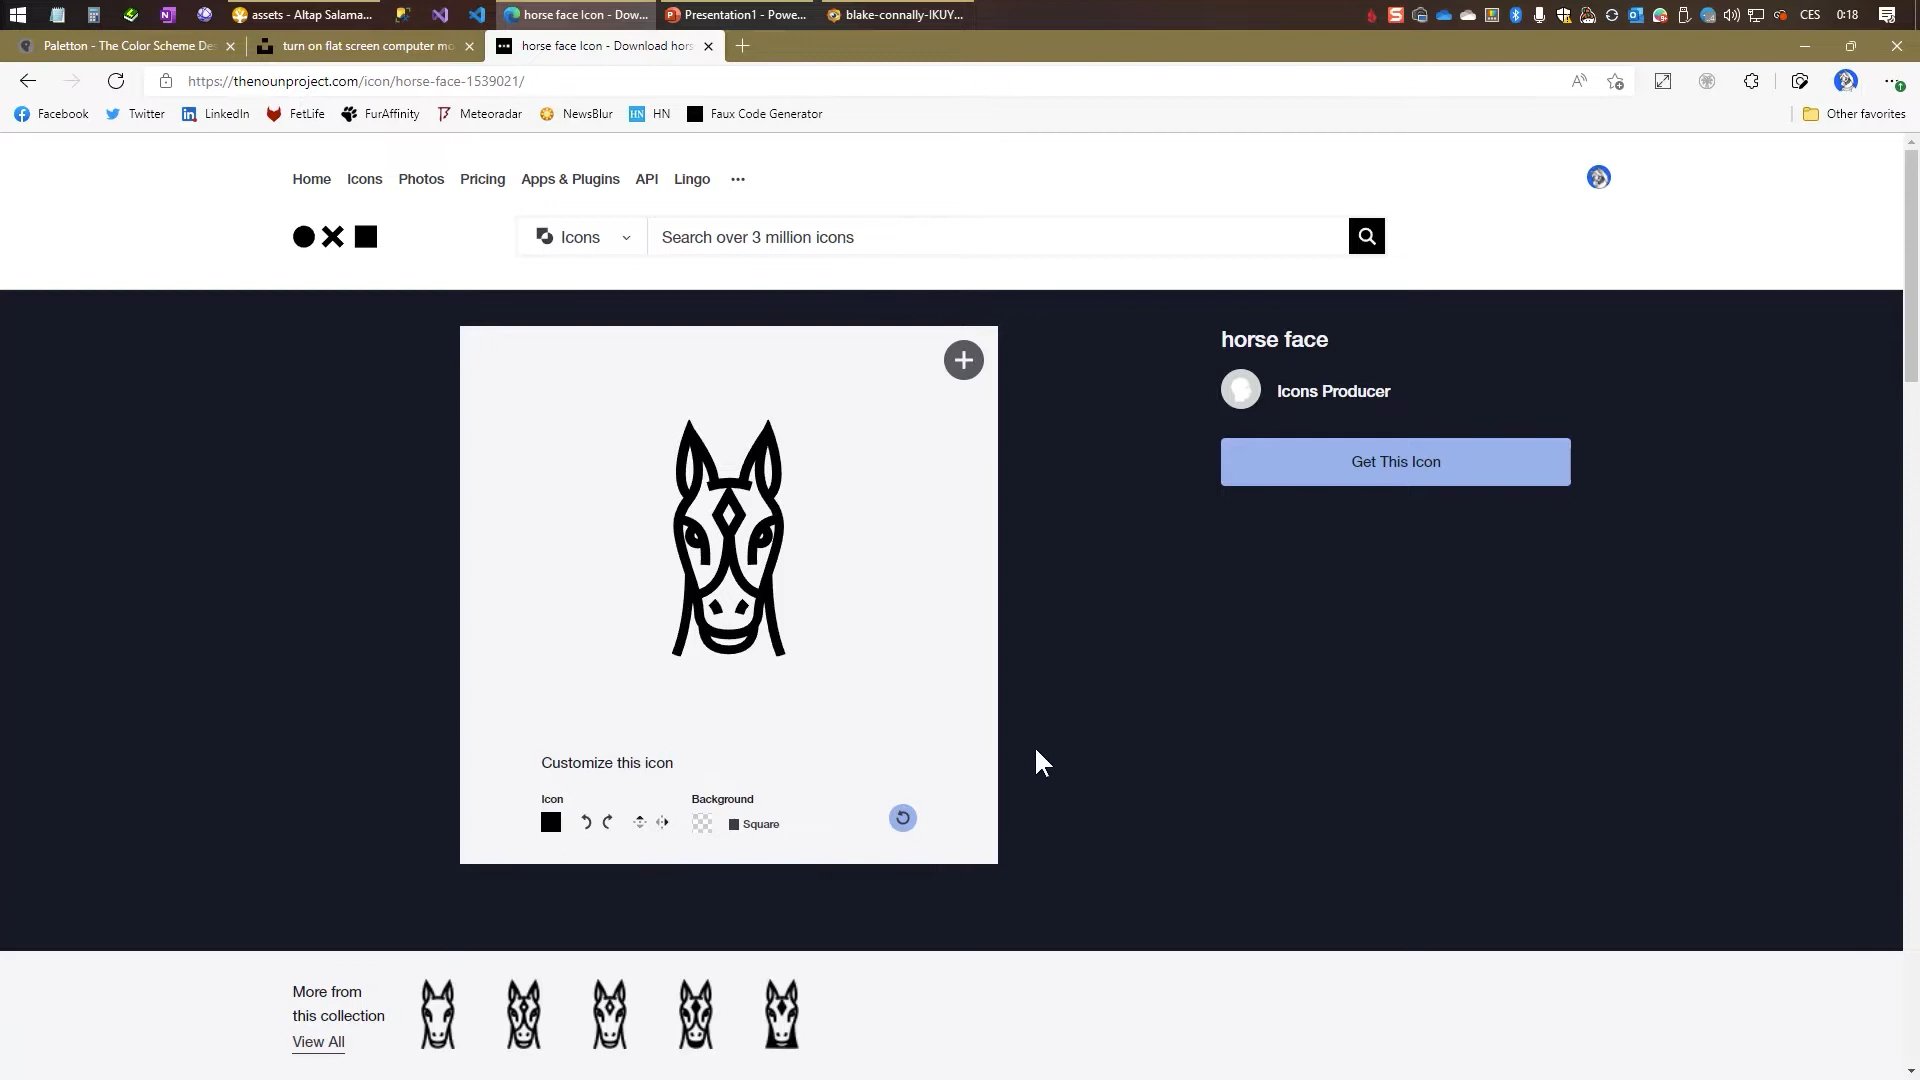 assets - Altap Salama...
horse face Icon - Dow...
Presentation1 - Powe...
blake-connally-IKUY...
CES
0:18
Paletton - The Color Scheme De
turn on flat screen computer mo
horse face Icon - Download hors
https://thenounproject.com/icon/horse-face-1539021/
Facebook
Twitter
LinkedIn
FetLife
FurAffinity
Meteoradar
NewsBlur
HN
HN
Faux Code Generator
Other favorites
Home
Icons
Photos
Pricing
Apps & Plugins
API
Lingo
Icons
Search over 3 million icons
horse face
Icons Producer
Get This Icon
Customize this icon
Icon
Background
Square
More from
this collection
View All